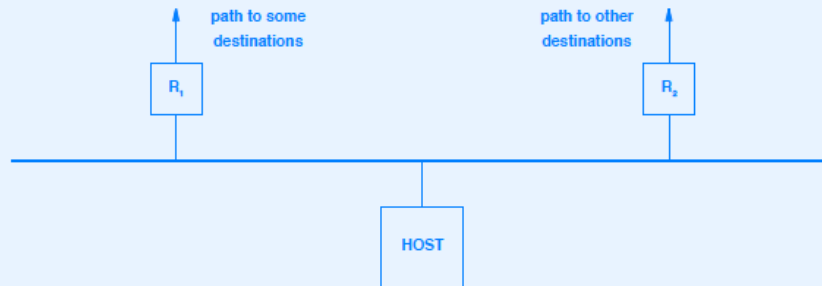 path to some
destinations
path to other
destinations
R₁
R₂
HOST